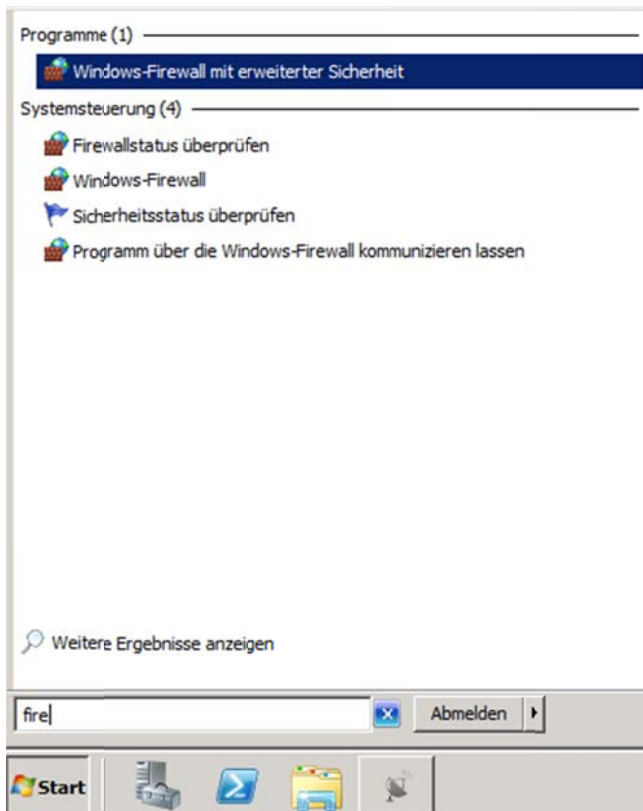 Programme (1)
Windows-Firewall mit erweiterter Sicherheit
Systemsteuerung (4)
Firewallstatus überprüfen
Windows-Firewall
Sicherheitsstatus überprüfen
Programm über die Windows-Firewall kommunizieren lassen
Weitere Ergebnisse anzeigen
fire
Abmelden
Start